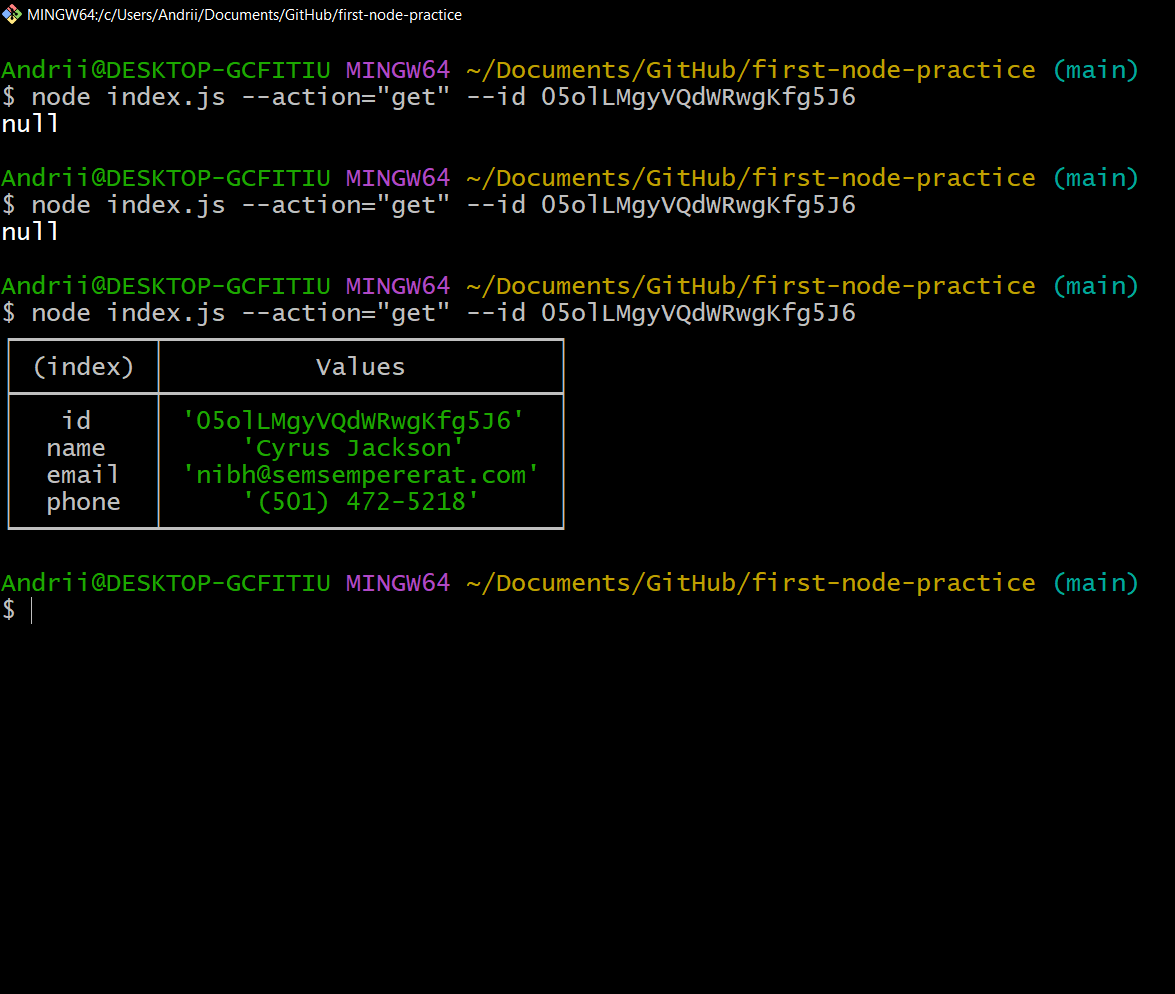 MINGW64:/c/Users/Andrii/Documents/GitHub/first-node-practice
Andrii@DESKTOP-GCFITIU MINGW64 ~/Documents/GitHub/first-node-practice (main)
$ node index.js --action="get" --id 05olLMgyVQdWRwgKfg5J6
null
Andrii@DESKTOP-GCFITIU MINGW64 ~/Documents/GitHub/first-node-practice (main)
$ node index.js --action="get" --id 05olLMgyVQdWRwgKfg5J6
null
Andrii@DESKTOP-GCFITIU MINGW64 ~/Documents/GitHub/first-node-practice (main)
$ node index.js --action="get" --id 05olLMgyVQdWRwgKfg5J6
(index) Values
id '05olLMgyVQdWRwgKfg5J6'
name 'Cyrus Jackson'
email 'nibh@semsempererat.com'
phone '(501) 472-5218'
Andrii@DESKTOP-GCFITIU MINGW64 ~/Documents/GitHub/first-node-practice (main)
$